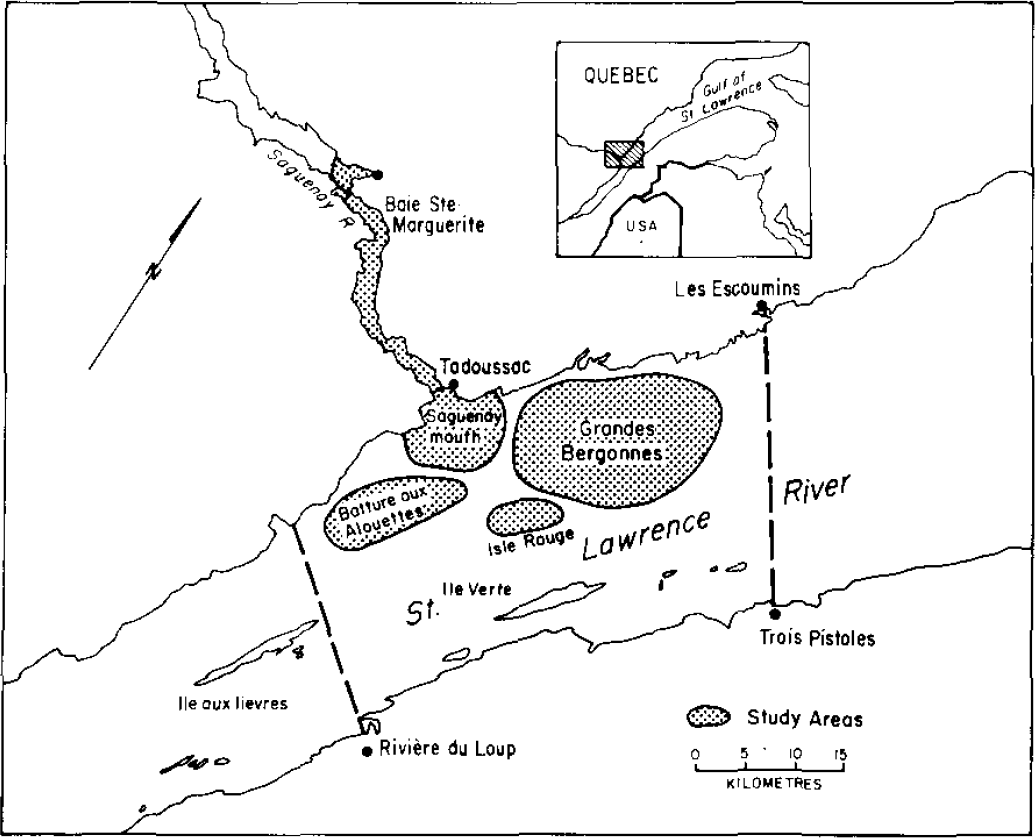 QUEBEC
Gulf of
St. Lawrence
USA
Saguenay R
Baie Ste-
Marguerite
N
Les Escoumins
Tadoussac
Saguenay
mouth
Grandes
Bergonnes
Batture aux
Alouettes
Isle Rouge
St. Lawrence River
Ile Verte
Trois Pistoles
Ile aux lievres
Rivière du Loup
Study Areas
0 5 10 15
KILOMETRES